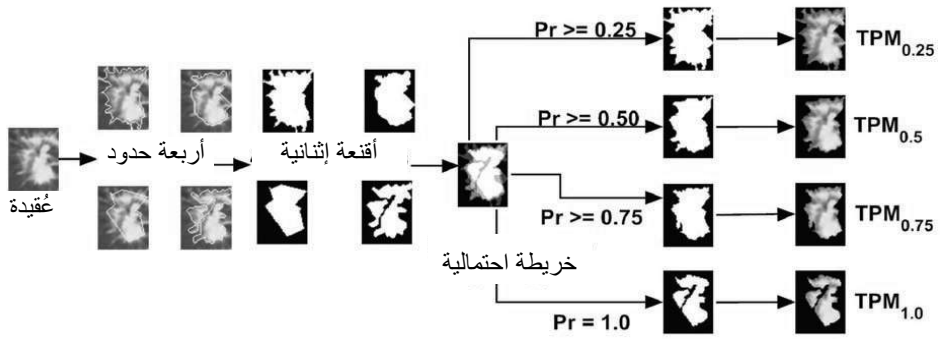 عُقيدة
أربعة حدود
أقنعة إثنانية
خريطة احتمالية
Pr >= 0.25
TPM0.25
Pr >= 0.50
TPM0.5
Pr >= 0.75
TPM0.75
Pr = 1.0
TPM1.0